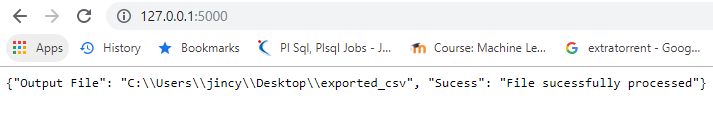 127.0.0.1:5000
Apps History Bookmarks Pl Sql, Plsql Jobs - J... Course: Machine Le... extratorrent - Goog...
{"Output File": "C:\\Users\\jincy\\Desktop\\exported_csv", "Sucess": "File sucessfully processed"}